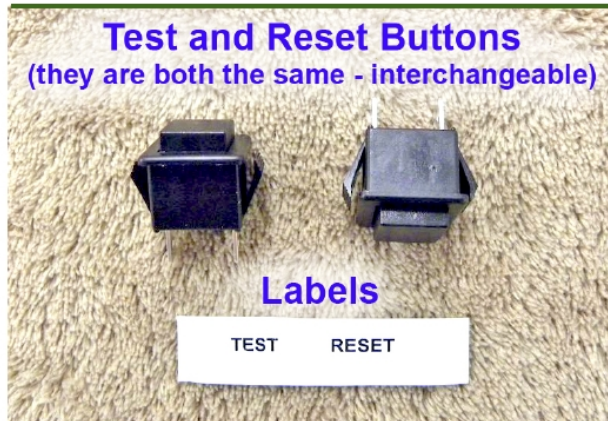 Test and Reset Buttons
(they are both the same - interchangeable)
Labels
TEST RESET